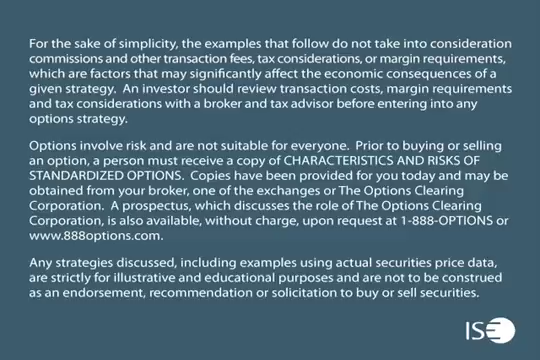 For the sake of simplicity, the examples that follow do not take into consideration
commissions and other transaction fees, tax considerations, or margin requirements,
which are factors that may significantly affect the economic consequences of a
given strategy. An investor should review transaction costs, margin requirements
and tax considerations with a broker and tax advisor before entering into any
options strategy.
Options involve risk and are not suitable for everyone. Prior to buying or selling
an option, a person must receive a copy of CHARACTERISTICS AND RISKS OF
STANDARDIZED OPTIONS. Copies have been provided for you today and may be
obtained from your broker, one of the exchanges or The Options Clearing
Corporation. A prospectus, which discusses the role of The Options Clearing
Corporation, is also available, without charge, upon request at 1-888-OPTIONS or
www.888options.com.
Any strategies discussed, including examples using actual securities price data,
are strictly for illustrative and educational purposes and are not to be construed
as an endorsement, recommendation or solicitation to buy or sell securities.
ISE